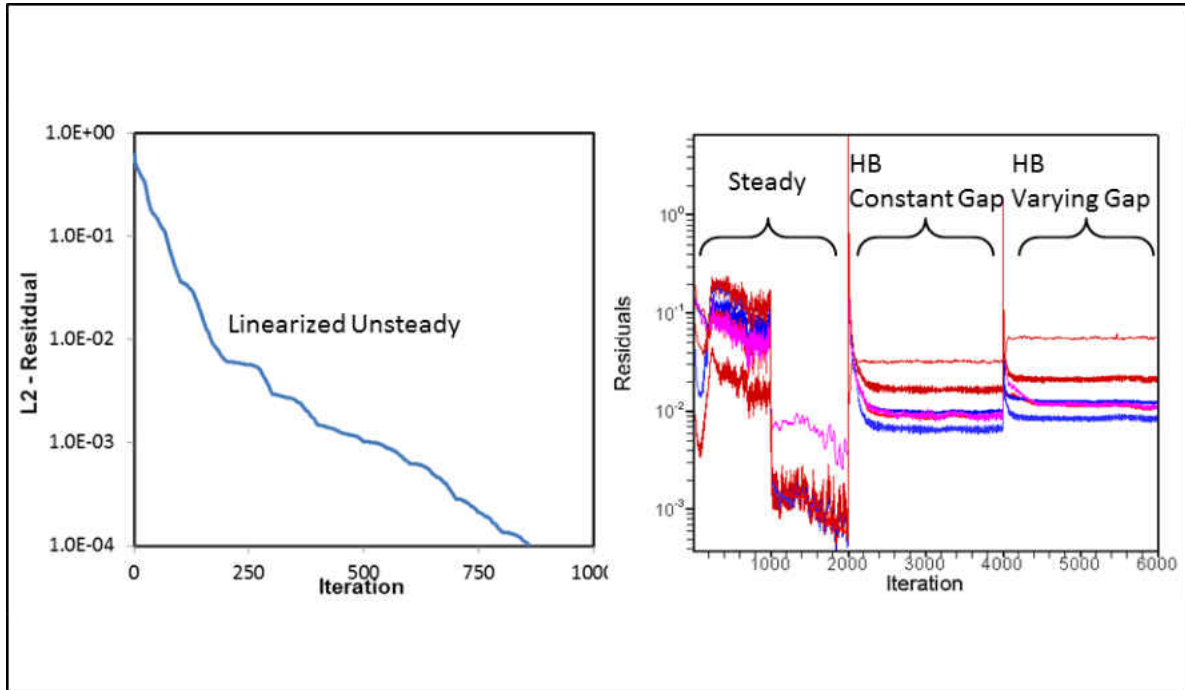 1.0E+00
1.0E-01
1.0E-02
1.0E-03
1.0E-04
L2 - Resitdual
Linearized Unsteady
0
250
500
750
1000
Iteration
Residuals
10⁰
10⁻¹
10⁻²
10⁻³
Steady
HB
Constant Gap
HB
Varying Gap
1000
2000
3000
4000
5000
6000
Iteration